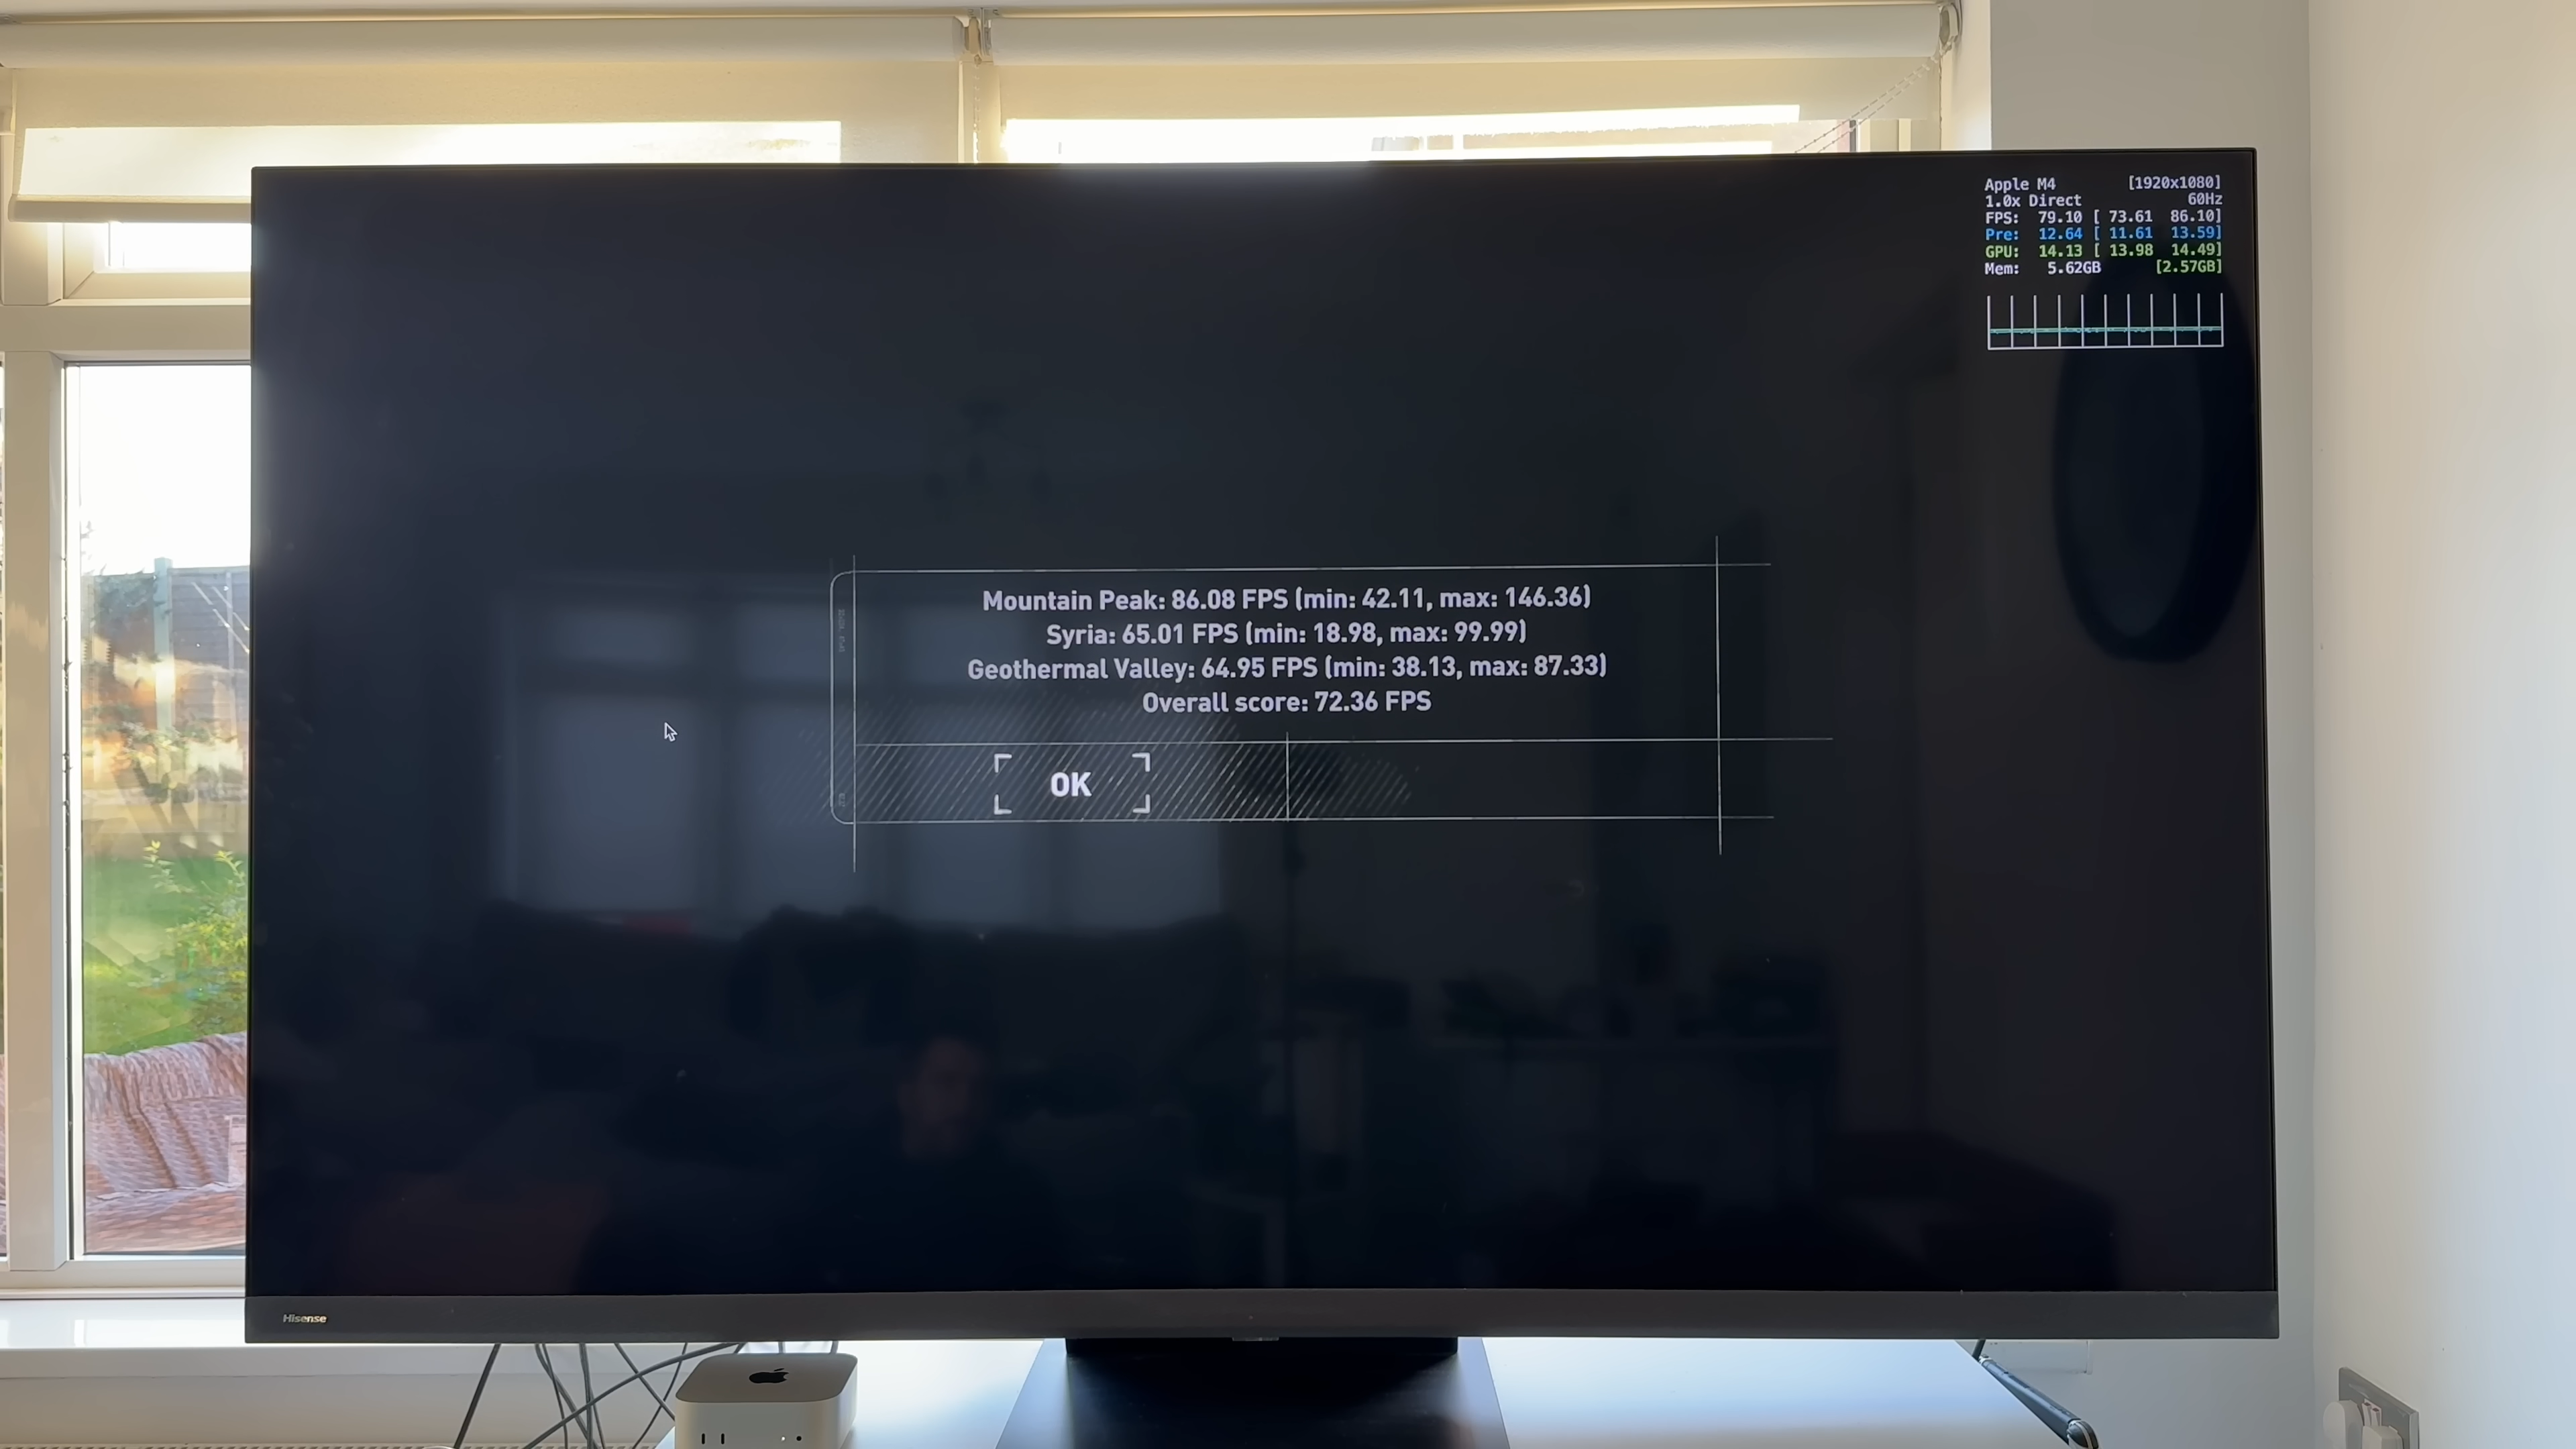 Apple M4 [1920x1080]
1.0x Direct 60Hz
FPS: 79.10 [ 73.61 86.10]
Pre: 12.64 [ 11.61 13.59]
GPU: 14.13 [ 13.98 14.49]
Mem: 5.62GB [2.57GB]
Mountain Peak: 86.08 FPS (min: 42.11, max: 146.36)
Syria: 65.01 FPS (min: 18.98, max: 99.99)
Geothermal Valley: 64.95 FPS (min: 38.13, max: 87.33)
Overall score: 72.36 FPS
OK
Hisense